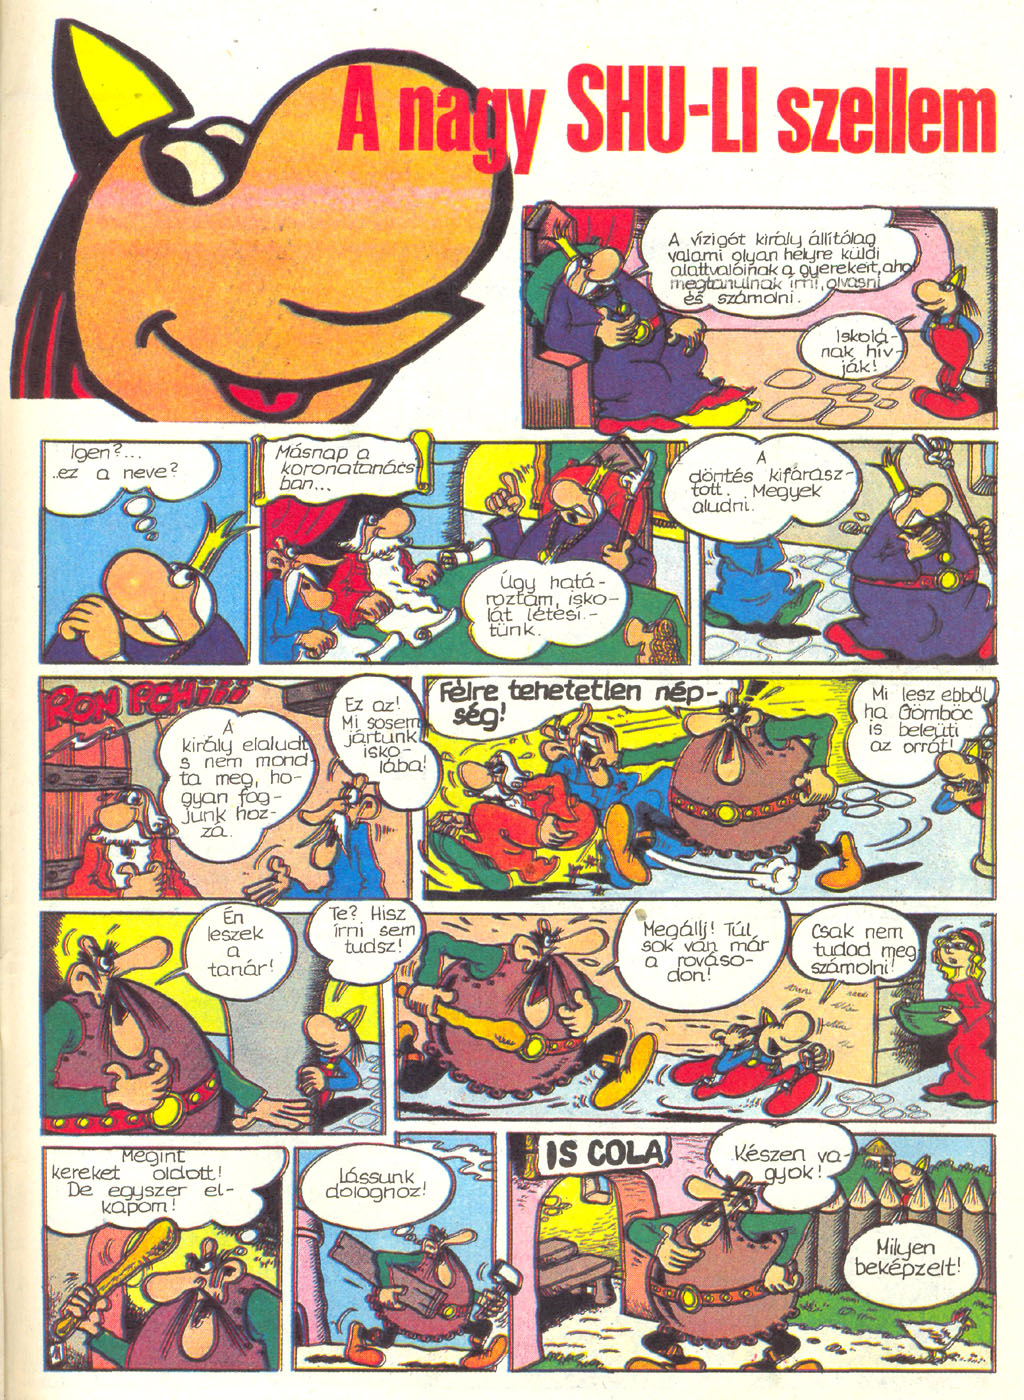 A nagy SHU-LI szellem
A vizigót király állítólag
valami olyan helyre küldi
alattvalóinak a gyerekeit, ahol
megtanulnak írni, olvasni
és számolni.
Iskolá-
nak hív-
ják!
Igen?...
..ez a neve?
Másnap a
koronatanács-
ban...
Úgy hatá-
roztam, isko-
lát létesí-
tünk.
A
döntés kifárasz-
tott. Megyek
aludni.
RON PCHiiii
A
király elaludt
s nem mond-
ta meg, ho-
gyan fog-
junk hoz-
zá.
Ez az!
Mi sosem
jártunk
isko-
lába!
Félre tehetetlen nép-
ség!
Mi lesz ebből
ha Gömböc
is beleüti
az orrát!
Én
leszek
a
tanár!
Te? Hisz
írni sem
tudsz!
Megállj! Túl
sok van már
a rováso-
don!
Csak nem
tudod meg
számolni!
Megint
kereket oldott!
De egyszer el-
kapom!
Lássunk
dologhoz!
IS COLA
Készen va-
gyok!
Milyen
beképzelt!